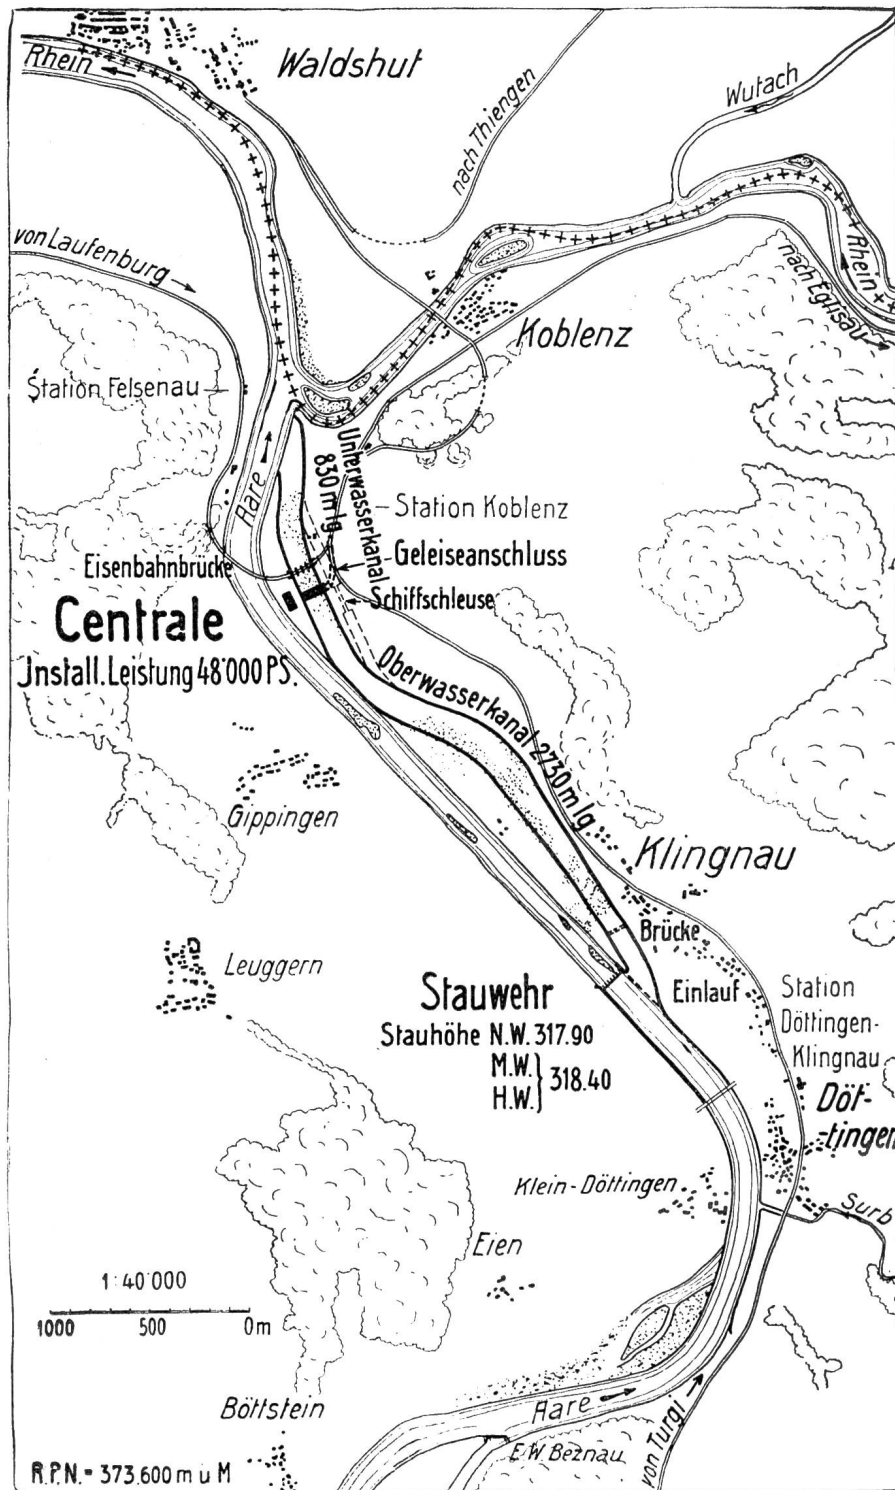 Waldshut
Rhein
nach Thiengen
Wutach
von Laufenburg
Rhein
nach Eglisau
Koblenz
Station Felsenau
Aare
Unterwasserkanal
830 m lg
Station Koblenz
Geleiseanschluss
Eisenbahnbrücke
Schiffschleuse
Centrale
Jnstall. Leistung 48'000 PS.
Oberwasserkanal 2730 m lg
Gippingen
Klingnau
Brücke
Leuggern
Stauwehr
Stauhöhe N.W. 317.90
M.W.
H.W. } 318.40
Einlauf
Station
Döttingen-
Klingnau
Döt-
-tingen
Klein-Döttingen
Surb
Eien
1:40'000
1000 500 0 m
Böttstein
Aare
E.W. Beznau
von Turgi
R.P.N. = 373.600 m ü M